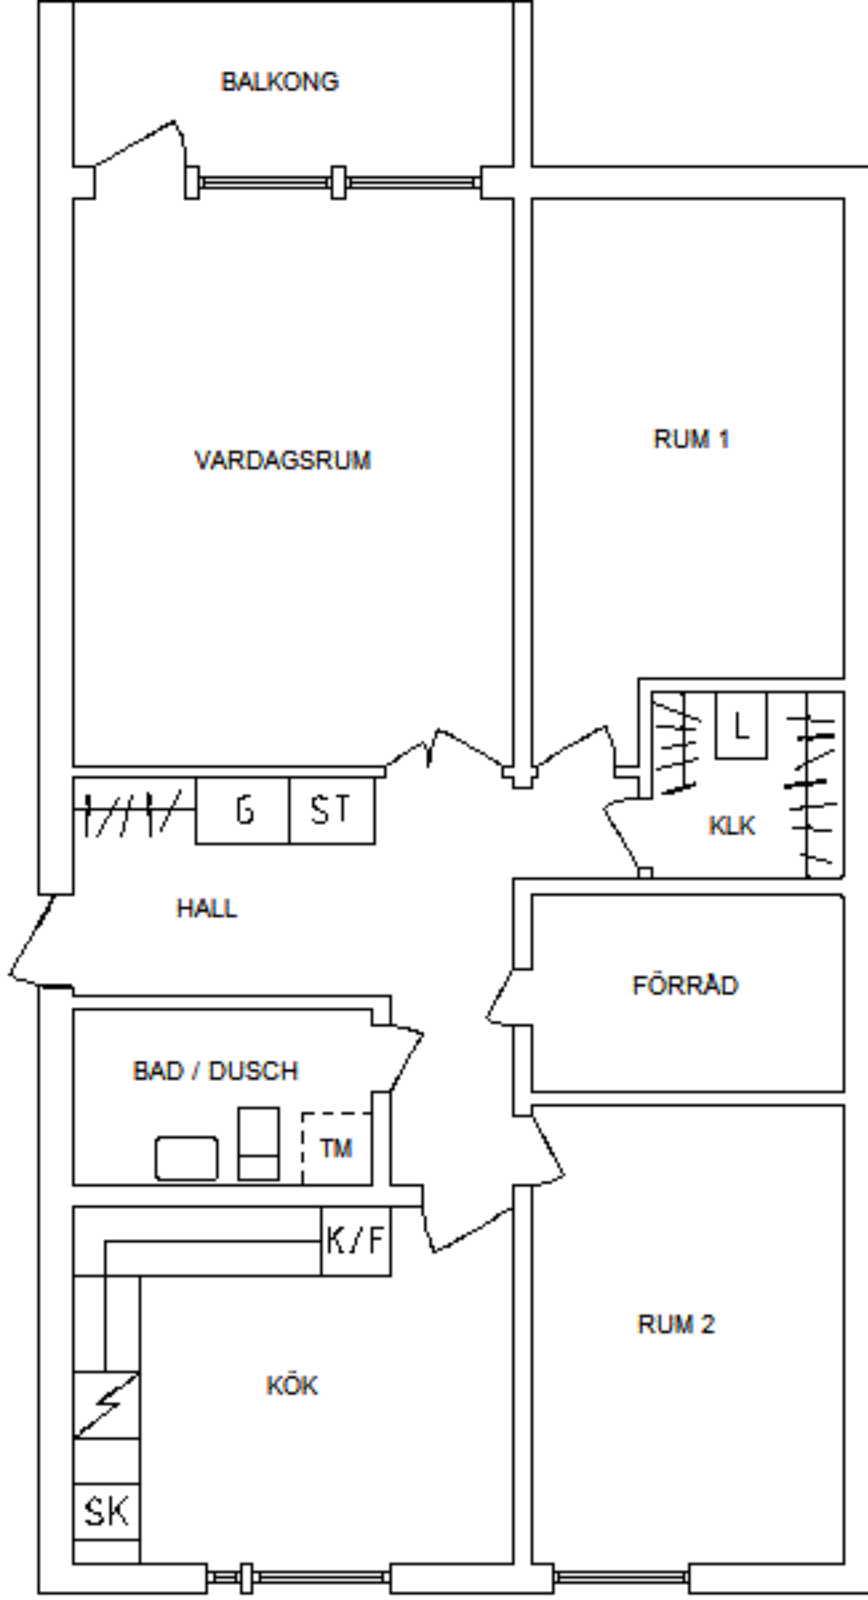 BALKONG
VARDAGSRUM
RUM 1
L
G
ST
KLK
HALL
FÖRRÅD
BAD / DUSCH
TM
K/F
RUM 2
KÖK
SK